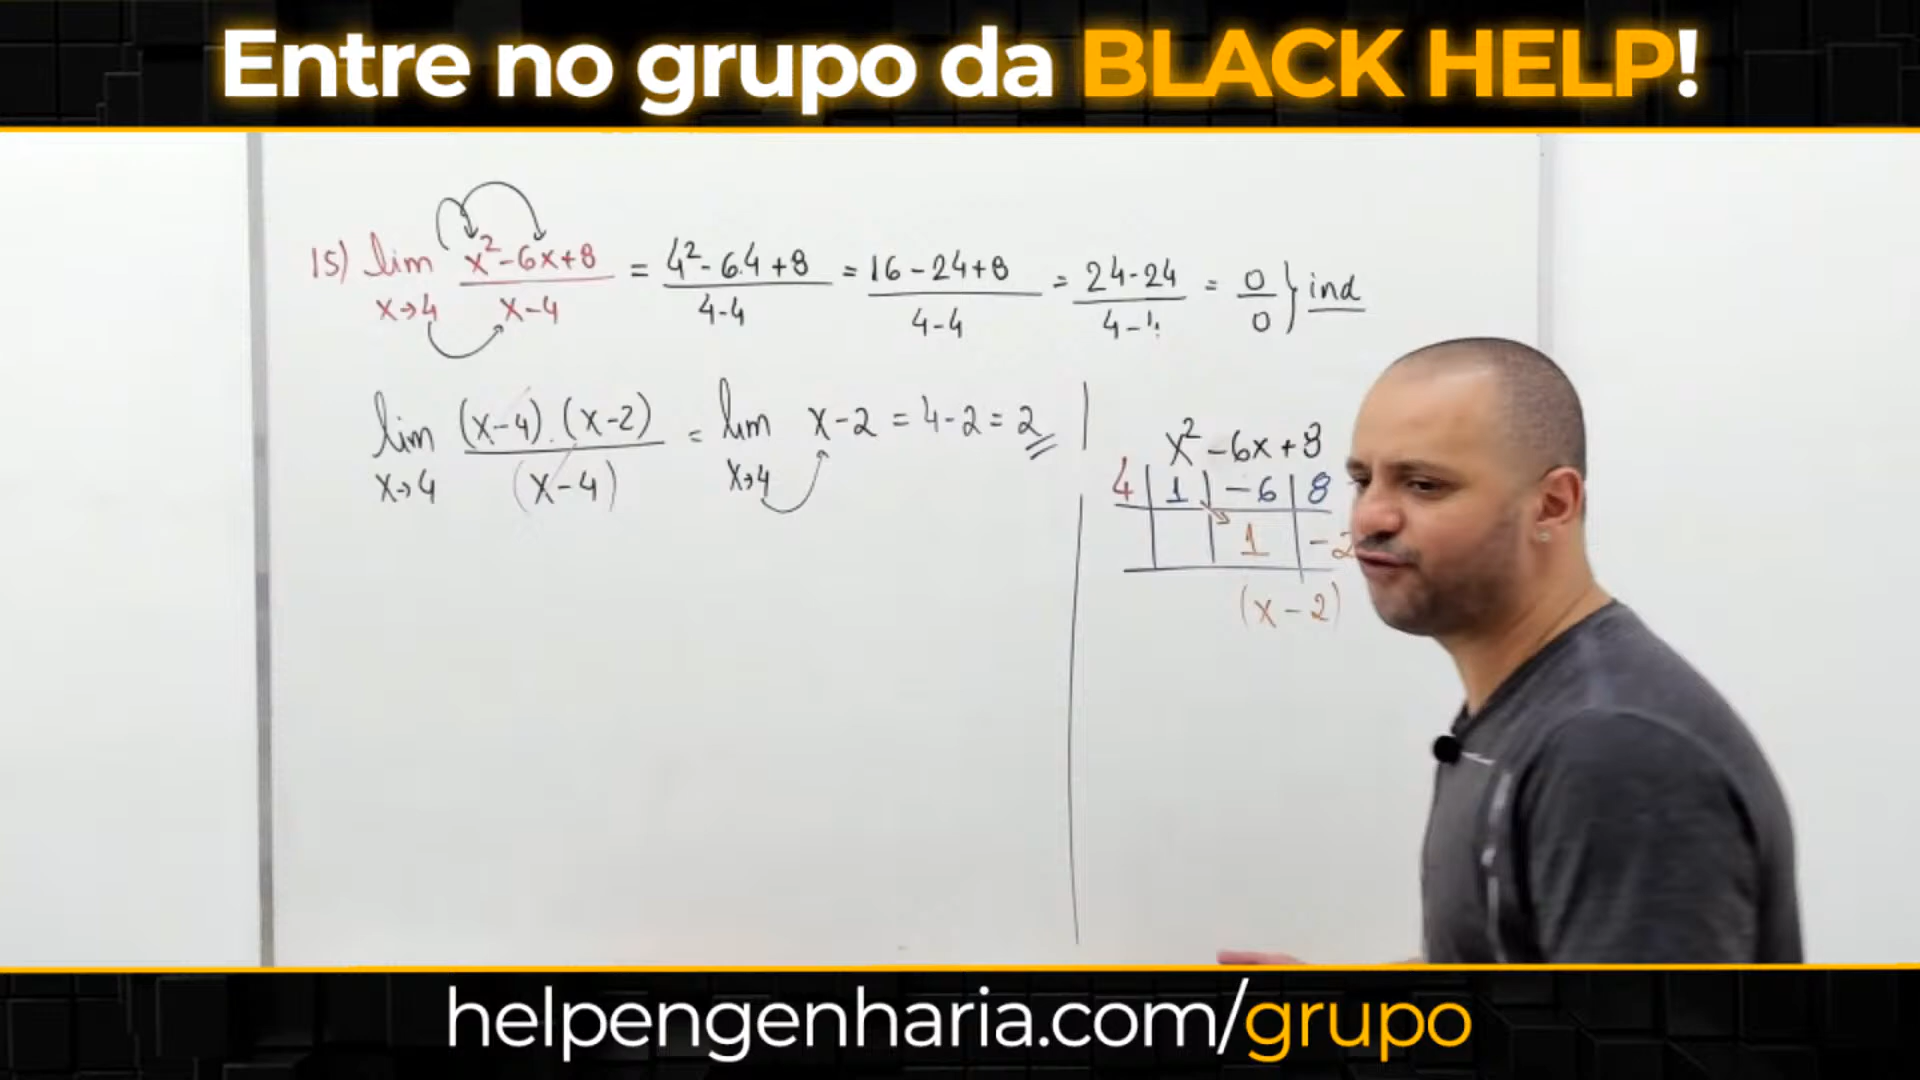 Entre no grupo da BLACK HELP!
15) lim x→4 x²-6x+8 / x-4 = 4²-6.4+8 / 4-4 = 16-24+8 / 4-4 = 24-24 / 4-4 = 0/0 } ind
lim x→4 (x-4).(x-2) / (x-4) = lim x→4 x-2 = 4-2 = 2
x²-6x+8
4 | 1 | -6 | 8
1 | -2
(x-2)
helpengenharia.com/grupo